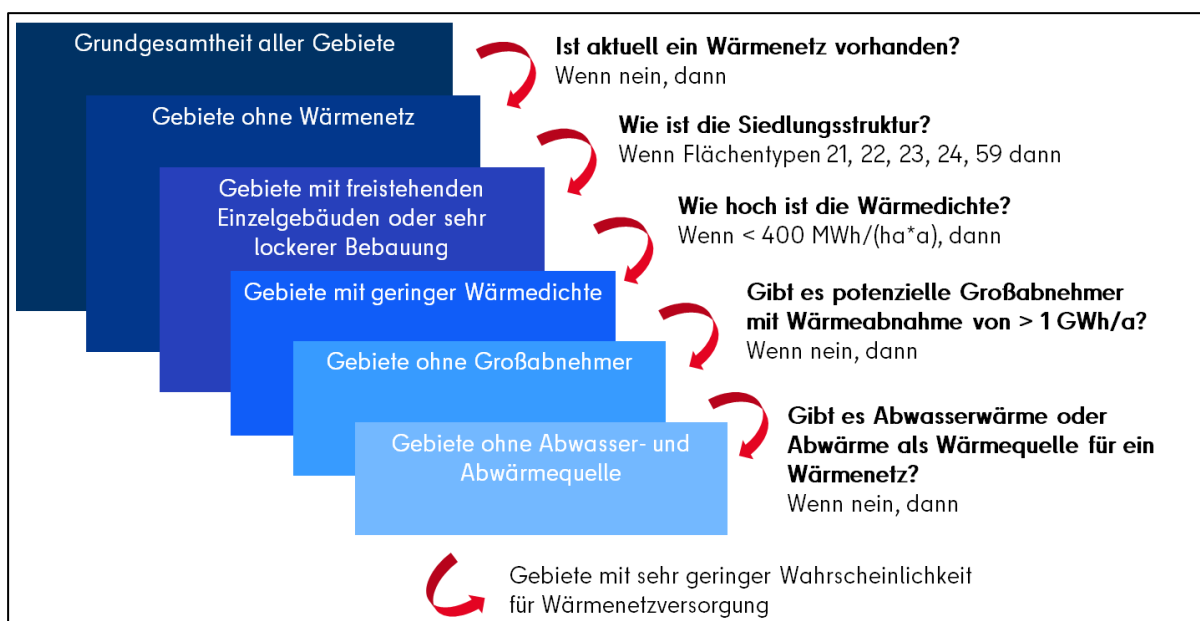 Grundgesamtheit aller Gebiete
Ist aktuell ein Wärmenetz vorhanden?
Wenn nein, dann
Gebiete ohne Wärmenetz
Wie ist die Siedlungsstruktur?
Wenn Flächentypen 21, 22, 23, 24, 59 dann
Gebiete mit freistehenden
Einzelgebäuden oder sehr
lockerer Bebauung
Wie hoch ist die Wärmedichte?
Wenn < 400 MWh/(ha*a), dann
Gebiete mit geringer Wärmedichte
Gibt es potenzielle Großabnehmer
mit Wärmeabnahme von > 1 GWh/a?
Wenn nein, dann
Gebiete ohne Großabnehmer
Gibt es Abwasserwärme oder
Abwärme als Wärmequelle für ein
Wärmenetz?
Wenn nein, dann
Gebiete ohne Abwasser- und
Abwärmequelle
Gebiete mit sehr geringer Wahrscheinlichkeit
für Wärmenetzversorgung